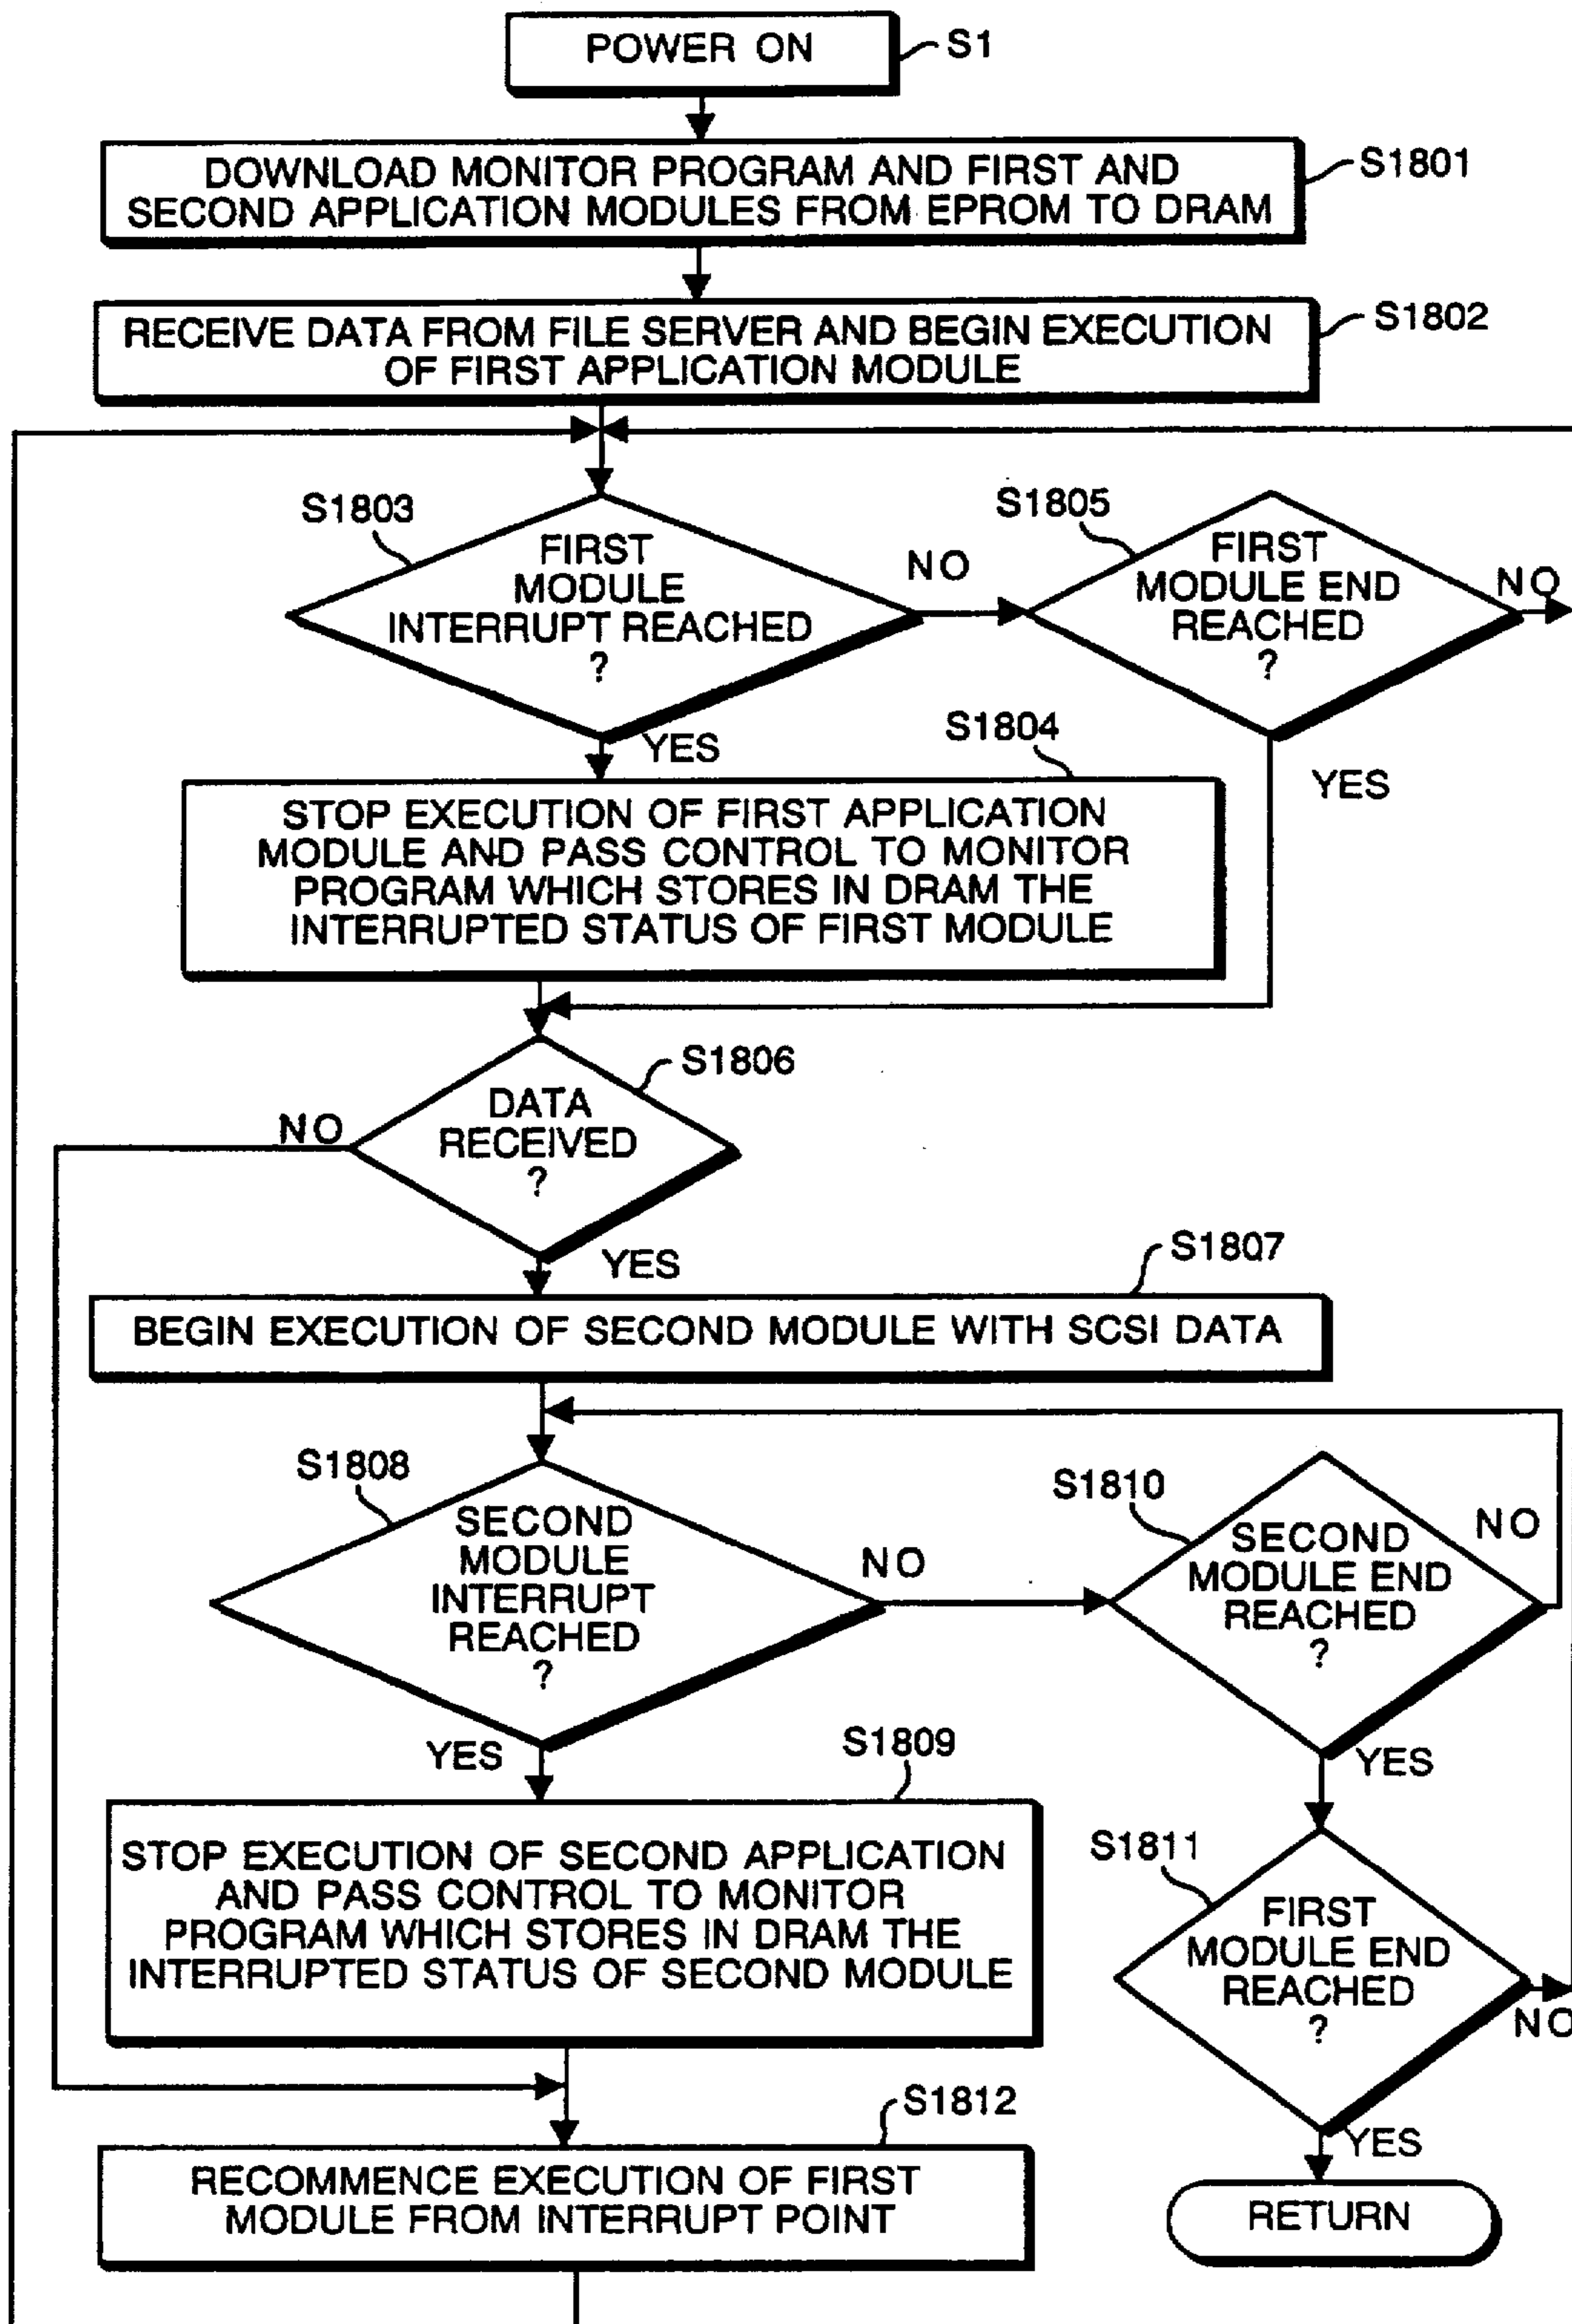 POWER ON
S1
DOWNLOAD MONITOR PROGRAM AND FIRST AND
SECOND APPLICATION MODULES FROM EPROM TO DRAM
S1801
RECEIVE DATA FROM FILE SERVER AND BEGIN EXECUTION
OF FIRST APPLICATION MODULE
S1802
S1803
FIRST
MODULE
INTERRUPT REACHED
?
NO
S1805
FIRST
MODULE END
REACHED
?
NO
YES
S1804
YES
STOP EXECUTION OF FIRST APPLICATION
MODULE AND PASS CONTROL TO MONITOR
PROGRAM WHICH STORES IN DRAM THE
INTERRUPTED STATUS OF FIRST MODULE
S1806
DATA
RECEIVED
?
NO
YES
S1807
BEGIN EXECUTION OF SECOND MODULE WITH SCSI DATA
S1808
SECOND
MODULE
INTERRUPT
REACHED
?
NO
S1810
SECOND
MODULE END
REACHED
?
NO
YES
YES
S1809
STOP EXECUTION OF SECOND APPLICATION
AND PASS CONTROL TO MONITOR
PROGRAM WHICH STORES IN DRAM THE
INTERRUPTED STATUS OF SECOND MODULE
S1811
FIRST
MODULE END
REACHED
?
NO
YES
S1812
RECOMMENCE EXECUTION OF FIRST
MODULE FROM INTERRUPT POINT
RETURN